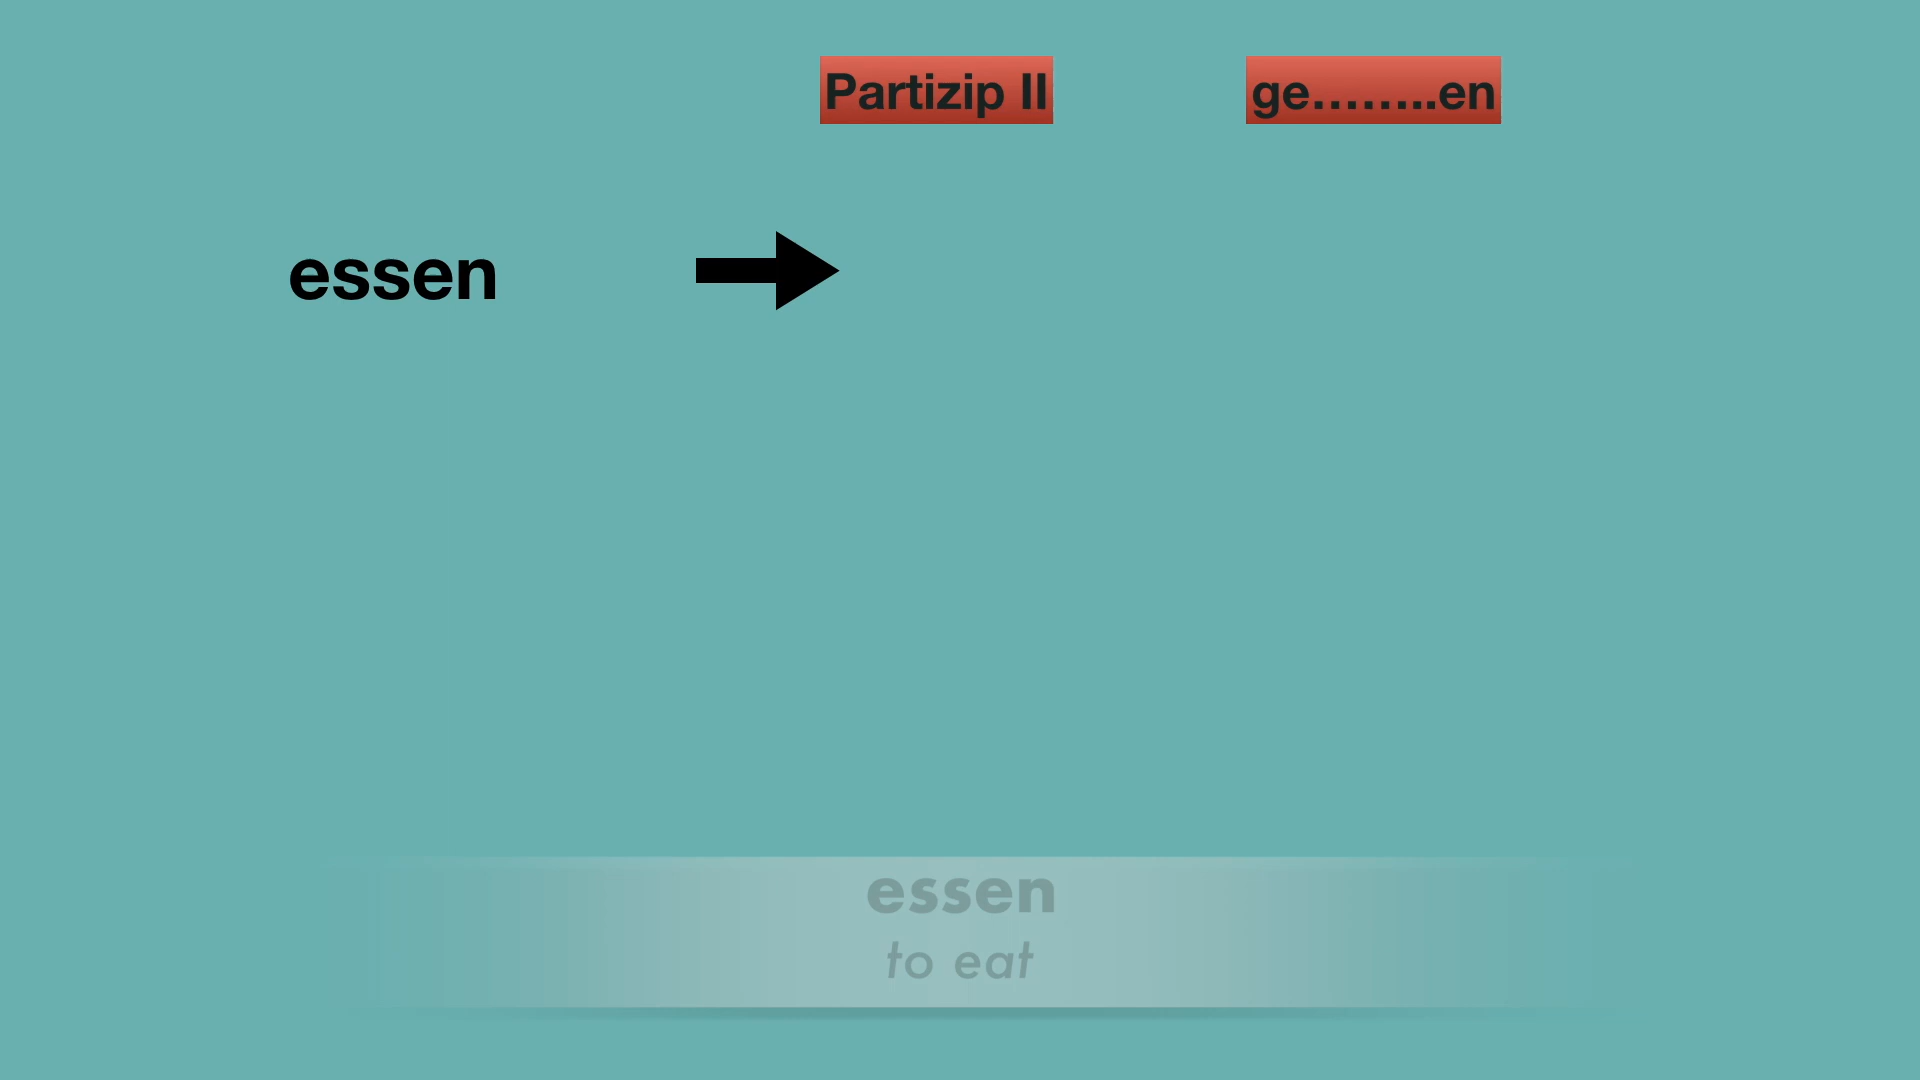 Partizip II ge……..en
essen
essen
to eat